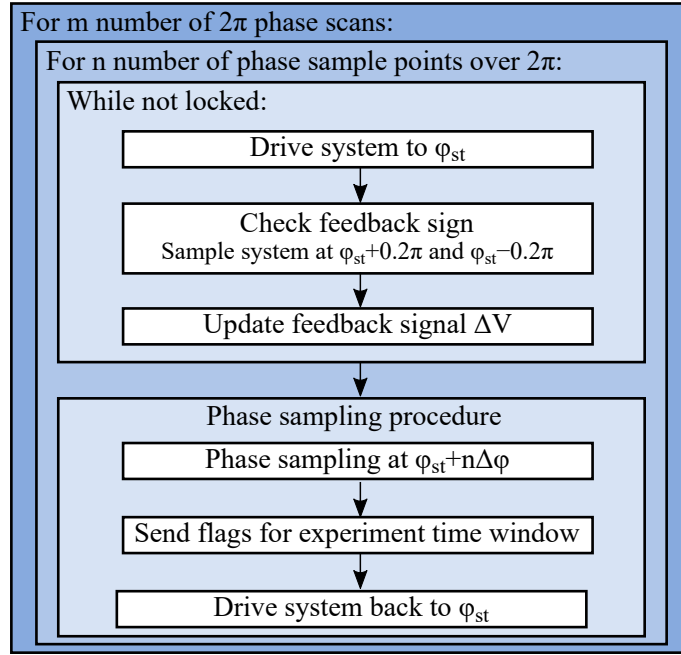 For m number of 2π phase scans:
For n number of phase sample points over 2π:
While not locked:
Drive system to φst
Check feedback sign
Sample system at φst+0.2π and φst−0.2π
Update feedback signal ΔV
Phase sampling procedure
Phase sampling at φst+nΔφ
Send flags for experiment time window
Drive system back to φst